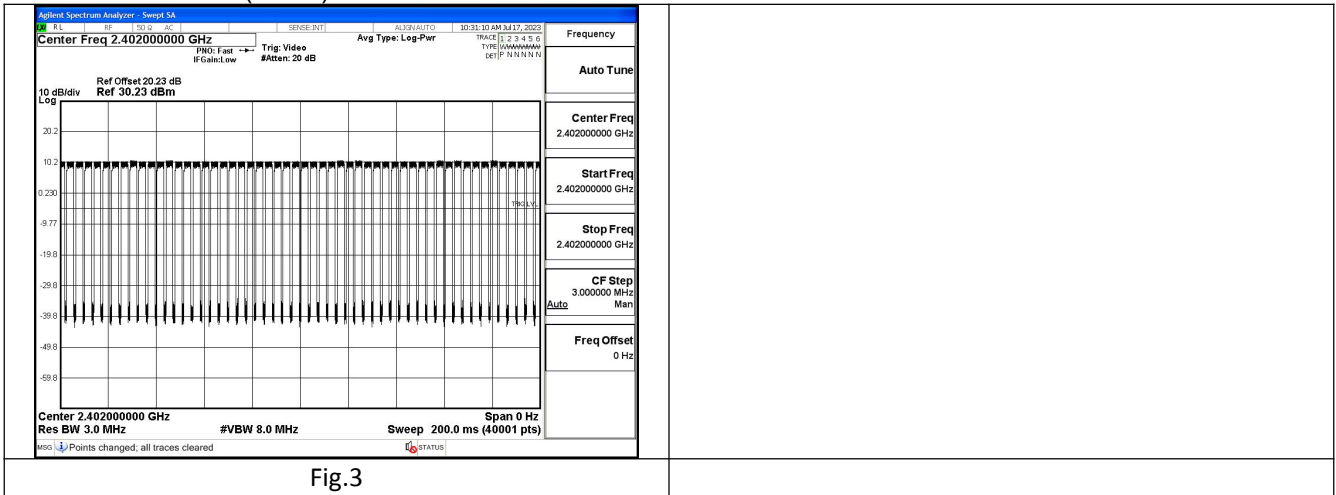 Agilent Spectrum Analyzer - Swept SA
RL RF 50 Ω AC SENSE:INT ALIGN AUTO 10:31:10 AM Jul 17, 2023
Center Freq 2.402000000 GHz
PNO: Fast
IFGain:Low
Trig: Video
#Atten: 20 dB
Avg Type: Log-Pwr
TRACE 1 2 3 4 5 6
TYPE
DET P N N N N N
Frequency
Auto Tune
Ref Offset 20.23 dB
10 dB/div Ref 30.23 dBm
Log
20.2
10.2
0.230
-9.77
-19.8
-29.8
-39.8
-49.8
-59.8
TRIG LVL
Center Freq
2.402000000 GHz
Start Freq
2.402000000 GHz
Stop Freq
2.402000000 GHz
CF Step
3.000000 MHz
Auto Man
Freq Offset
0 Hz
Center 2.402000000 GHz Span 0 Hz
Res BW 3.0 MHz #VBW 8.0 MHz Sweep 200.0 ms (40001 pts)
MSG Points changed; all traces cleared STATUS
Fig.3